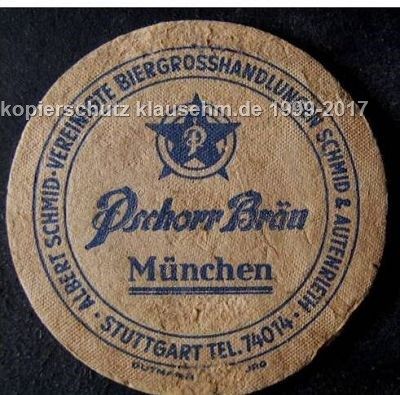 kopierschutz klausehm.de 1999-2017
ALBERT SCHMID-VEREINIGTE BIERGROSSHANDLUNGEN SCHMID & AUTENRIETH
P
Pschorr Bräu
München
· STUTTGART TEL. 74014 ·